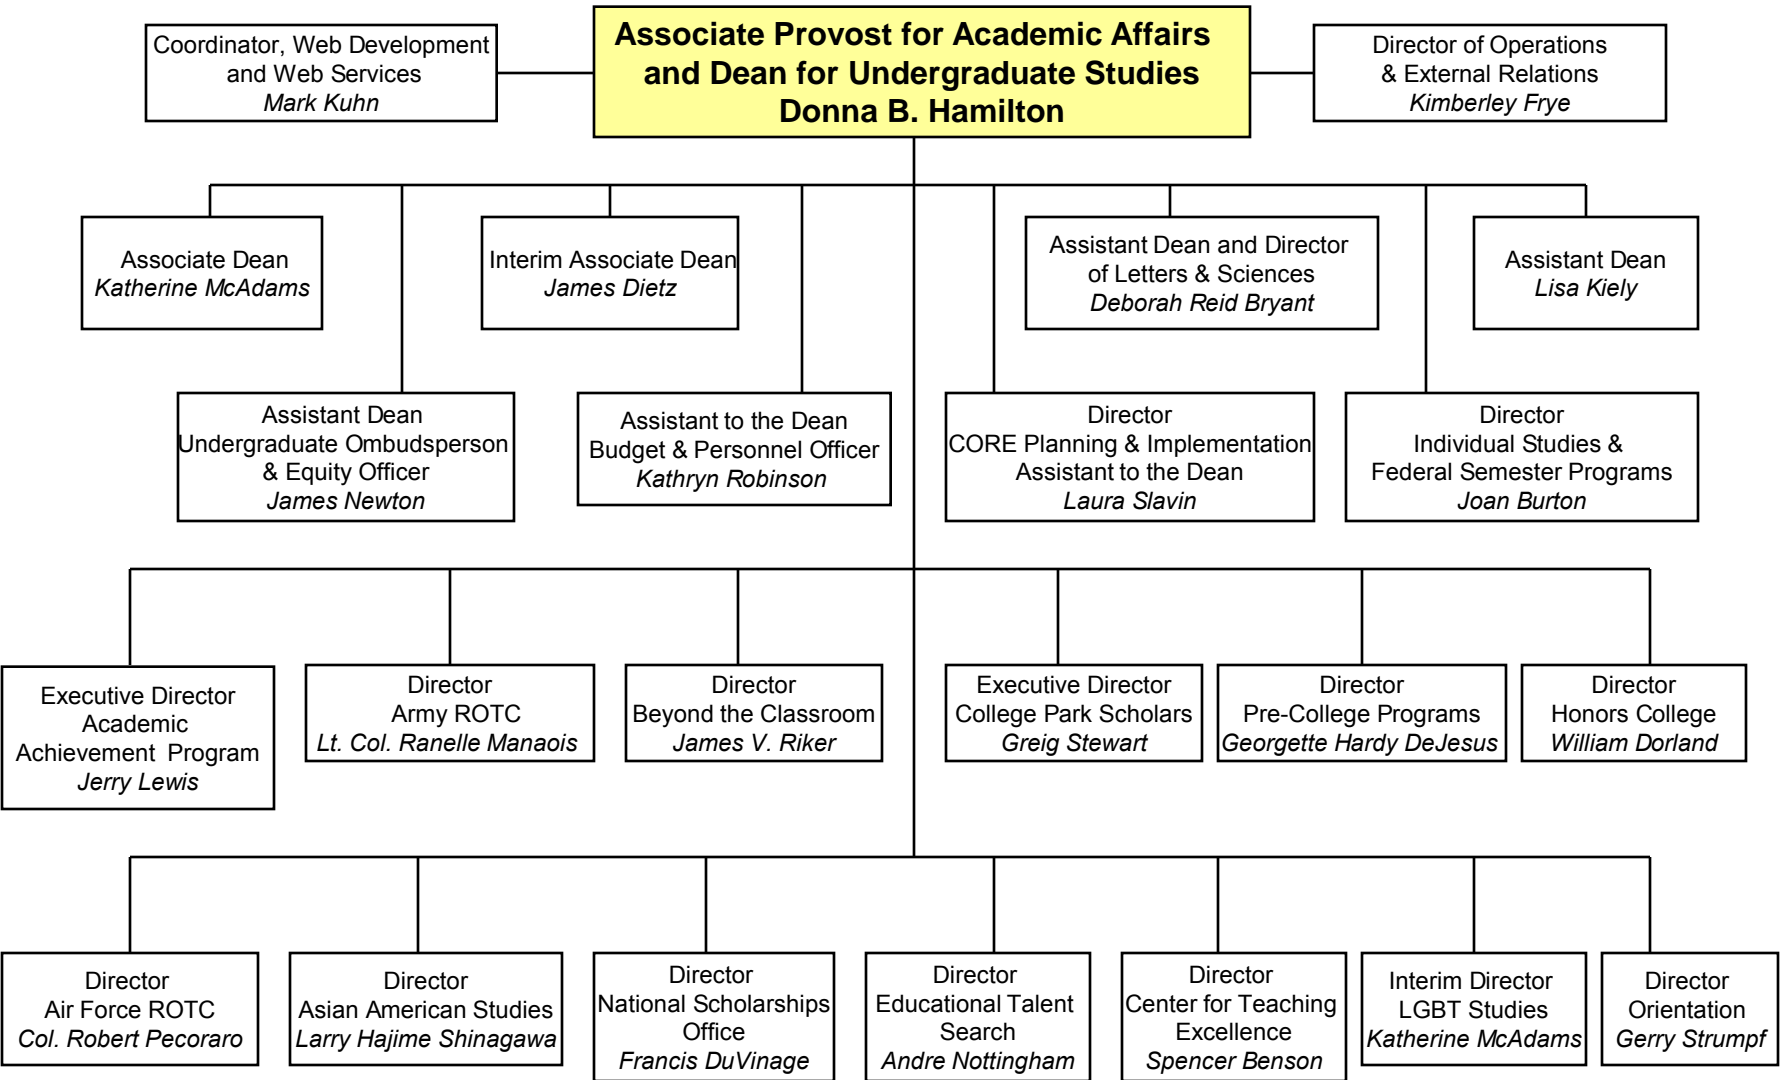 Coordinator, Web Development
and Web Services
Mark Kuhn
Associate Provost for Academic Affairs
and Dean for Undergraduate Studies
Donna B. Hamilton
Director of Operations
& External Relations
Kimberley Frye
Associate Dean
Katherine McAdams
Interim Associate Dean
James Dietz
Assistant Dean and Director
of Letters & Sciences
Deborah Reid Bryant
Assistant Dean
Lisa Kiely
Assistant Dean
Undergraduate Ombudsperson
& Equity Officer
James Newton
Assistant to the Dean
Budget & Personnel Officer
Kathryn Robinson
Director
CORE Planning & Implementation
Assistant to the Dean
Laura Slavin
Director
Individual Studies &
Federal Semester Programs
Joan Burton
Executive Director
Academic
Achievement Program
Jerry Lewis
Director
Army ROTC
Lt. Col. Ranelle Manaois
Director
Beyond the Classroom
James V. Riker
Executive Director
College Park Scholars
Greig Stewart
Director
Pre-College Programs
Georgette Hardy DeJesus
Director
Honors College
William Dorland
Director
Air Force ROTC
Col. Robert Pecoraro
Director
Asian American Studies
Larry Hajime Shinagawa
Director
National Scholarships
Office
Francis DuVinage
Director
Educational Talent
Search
Andre Nottingham
Director
Center for Teaching
Excellence
Spencer Benson
Interim Director
LGBT Studies
Katherine McAdams
Director
Orientation
Gerry Strumpf